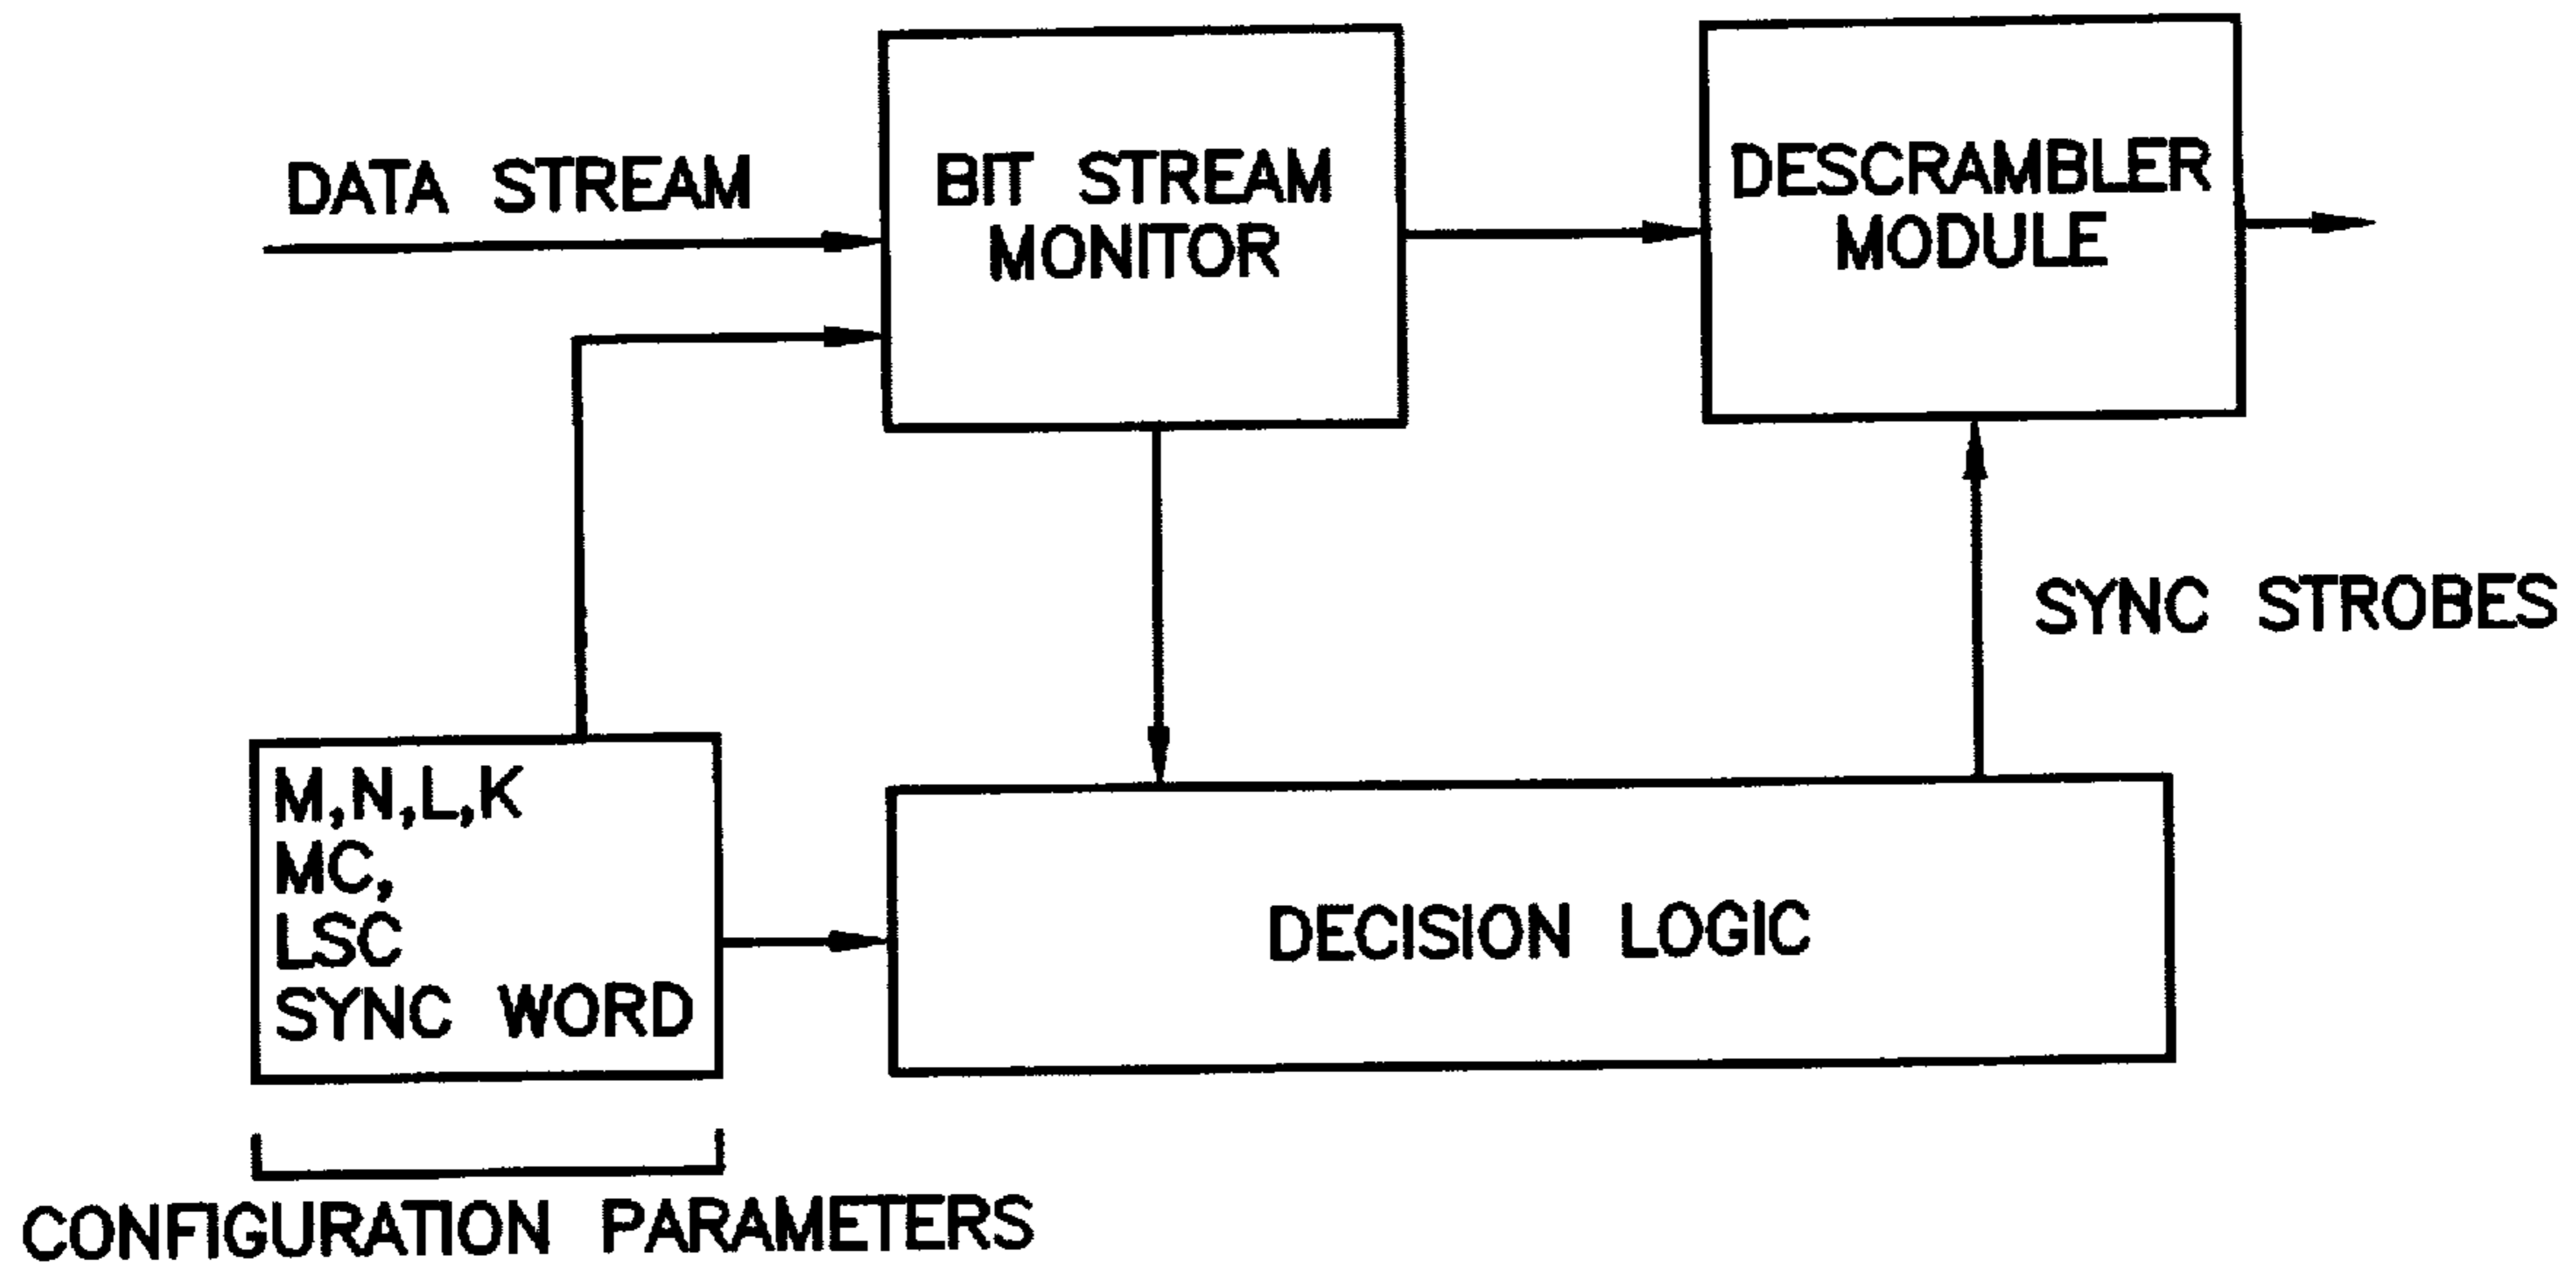 DATA STREAM
BIT STREAM
MONITOR
DESCRAMBLER
MODULE
SYNC STROBES
M,N,L,K
MC,
LSC
SYNC WORD
DECISION LOGIC
CONFIGURATION PARAMETERS